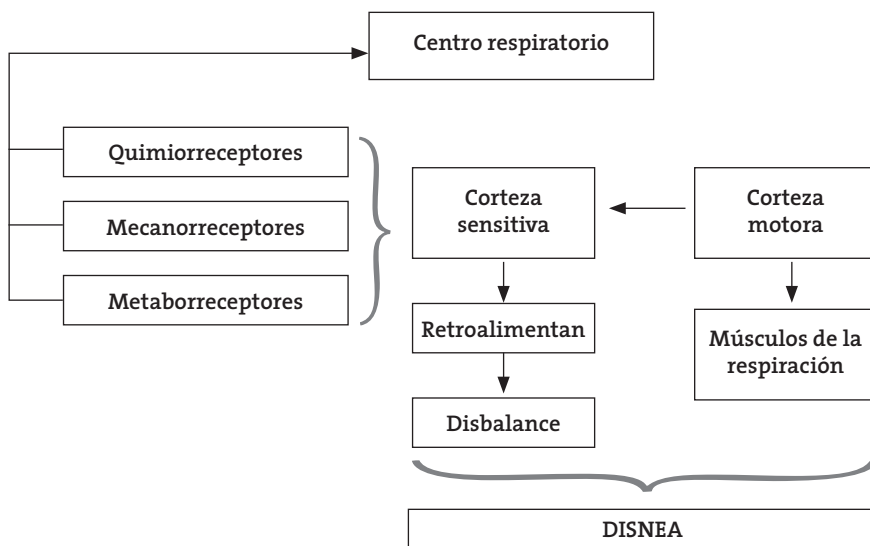 Centro respiratorio
Quimiorreceptores
Mecanorreceptores
Metaborreceptores
Corteza
sensitiva
Corteza
motora
Retroalimentan
Músculos de la
respiración
Disbalance
DISNEA